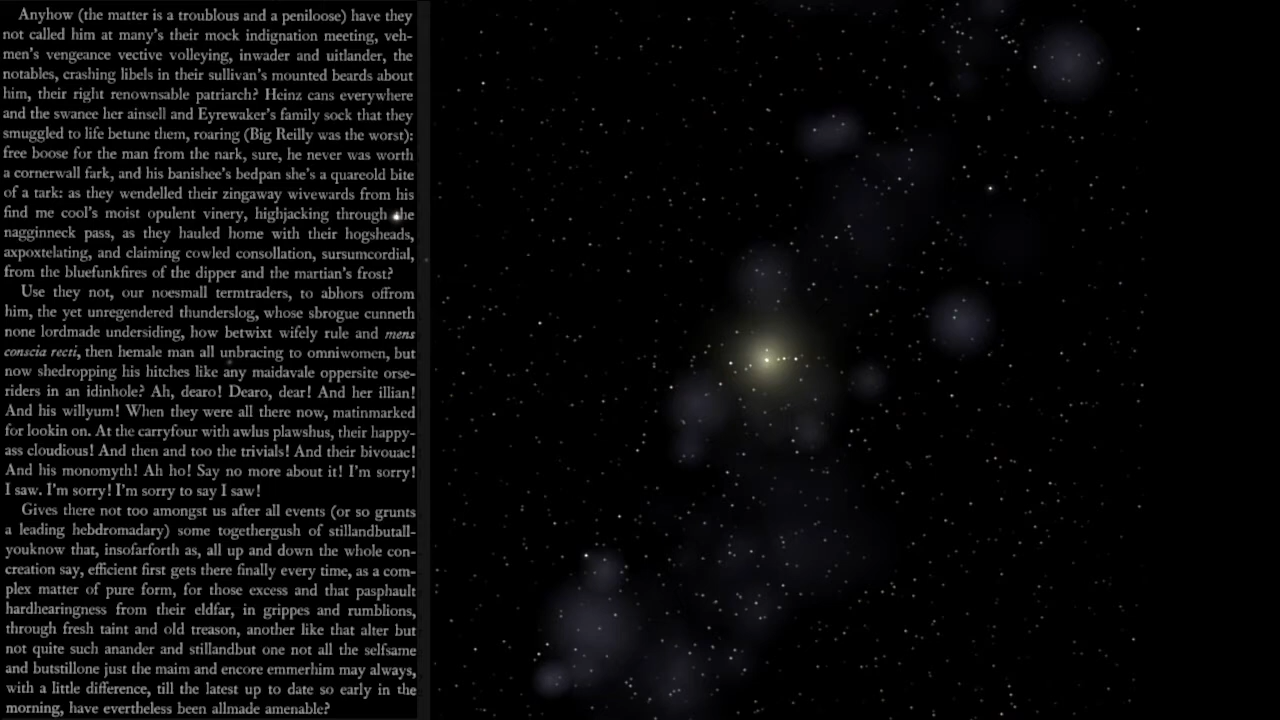 Anyhow (the matter is a troublous and a peniloose) have they
not called him at many's their mock indignation meeting, veh-
men's vengeance vective volleying, inwader and uitlander, the
notables, crashing libels in their sullivan's mounted beards about
him, their right renownsable patriarch? Heinz cans everywhere
and the swanee her ainsell and Eyrewaker's family sock that they
smuggled to life betune them, roaring (Big Reilly was the worst):
free boose for the man from the nark, sure, he never was worth
a cornerwall fark, and his banishee's bedpan she's a quareold bite
of a tark: as they wendelled their zingaway wivewards from his
find me cool's moist opulent vinery, highjacking through the
nagginneck pass, as they hauled home with their hogsheads,
axpoxtelating, and claiming cowled consollation, sursumcordial,
from the bluefunkfires of the dipper and the martian's frost?
Use they not, our noesmall termtraders, to abhors offrom
him, the yet unregendered thunderslog, whose sbrogue cunneth
none lordmade undersiding, how betwixt wifely rule and mens
conscia recti, then hemale man all unbracing to omniwomen, but
now shedropping his hitches like any maidavale oppersite orse-
riders in an idinhole? Ah, dearo! Dearo, dear! And her illian!
And his willyum! When they were all there now, matinmarked
for lookin on. At the carryfour with awlus plawshus, their happy-
ass cloudious! And then and too the trivials! And their bivouac!
And his monomyth! Ah ho! Say no more about it! I'm sorry!
I saw. I'm sorry! I'm sorry to say I saw!
Gives there not too amongst us after all events (or so grunts
a leading hebdromadary) some togethergush of stillandbutall-
youknow that, insofarforth as, all up and down the whole con-
creation say, efficient first gets there finally every time, as a com-
plex matter of pure form, for those excess and that pasphault
hardhearingness from their eldfar, in grippes and rumblions,
through fresh taint and old treason, another like that alter but
not quite such anander and stillandbut one not all the selfsame
and butstillone just the maim and encore emmerhim may always,
with a little difference, till the latest up to date so early in the
morning, have evertheless been allmade amenable?